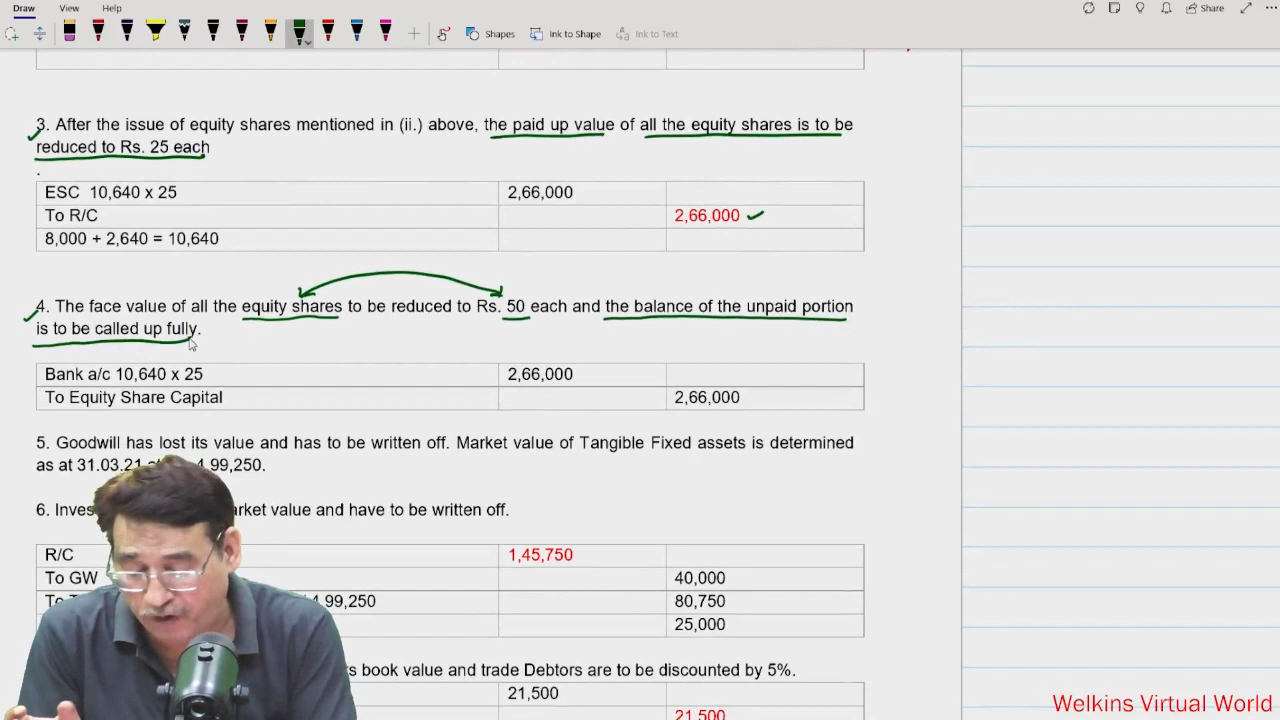 Draw View Help
Share
Shapes Ink to Shape Ink to Text
3. After the issue of equity shares mentioned in (ii.) above, the paid up value of all the equity shares is to be
reduced to Rs. 25 each
.
ESC 10,640 x 25 2,66,000
To R/C 2,66,000
8,000 + 2,640 = 10,640
4. The face value of all the equity shares to be reduced to Rs. 50 each and the balance of the unpaid portion
is to be called up fully.
Bank a/c 10,640 x 25 2,66,000
To Equity Share Capital 2,66,000
5. Goodwill has lost its value and has to be written off. Market value of Tangible Fixed assets is determined
as at 31.03.21 4,99,250.
6. market value and have to be written off.
R/C 1,45,750
To GW 40,000
4,99,250 80,750
25,000
book value and trade Debtors are to be discounted by 5%.
21,500
21,500
Welkins Virtual World